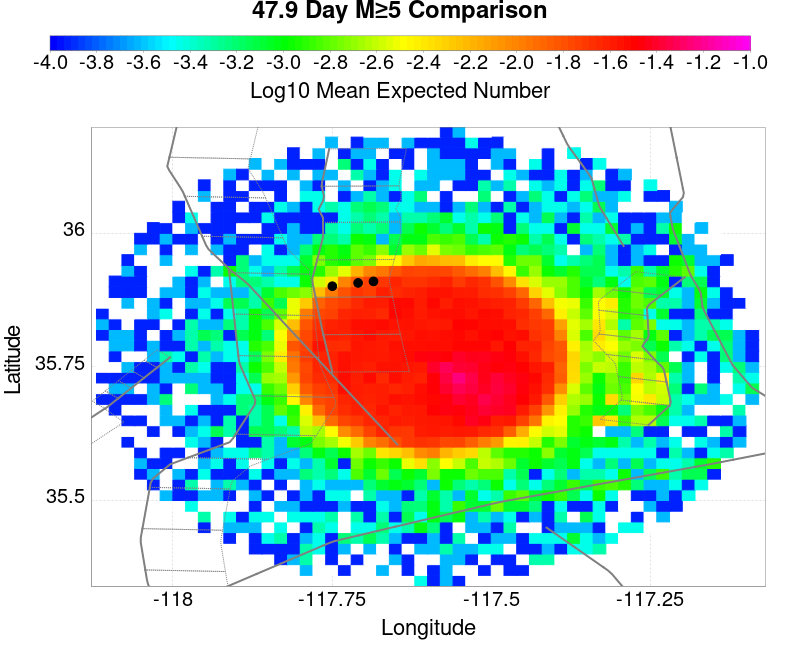 47.9 Day M≥5 Comparison
-4.0 -3.8 -3.6 -3.4 -3.2 -3.0 -2.8 -2.6 -2.4 -2.2 -2.0 -1.8 -1.6 -1.4 -1.2 -1.0
Log10 Mean Expected Number
36
35.75
35.5
Latitude
-118 -117.75 -117.5 -117.25
Longitude